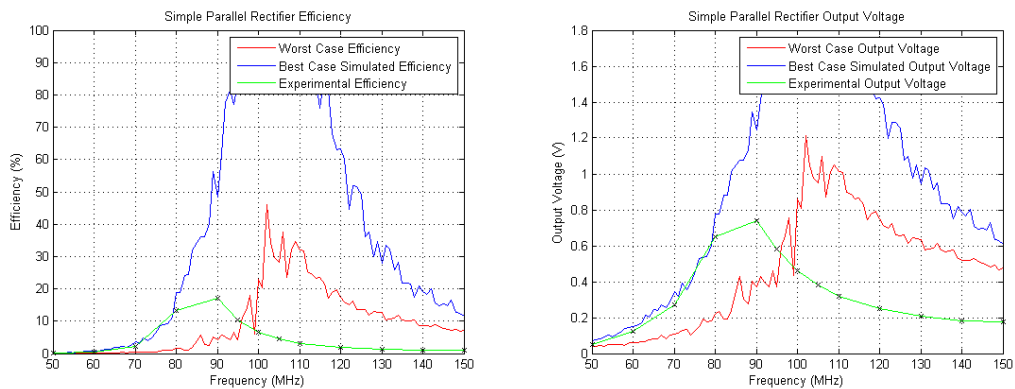 Simple Parallel Rectifier Efficiency
100
90
80
70
60
50
40
30
20
10
0
Efficiency (%)
Worst Case Efficiency
Best Case Simulated Efficiency
Experimental Efficiency
50 60 70 80 90 100 110 120 130 140 150
Frequency (MHz)
Simple Parallel Rectifier Output Voltage
1.8
1.6
1.4
1.2
1
0.8
0.6
0.4
0.2
0
Output Voltage (V)
Worst Case Output Voltage
Best Case Simulated Output Voltage
Experimental Output Voltage
50 60 70 80 90 100 110 120 130 140 150
Frequency (MHz)